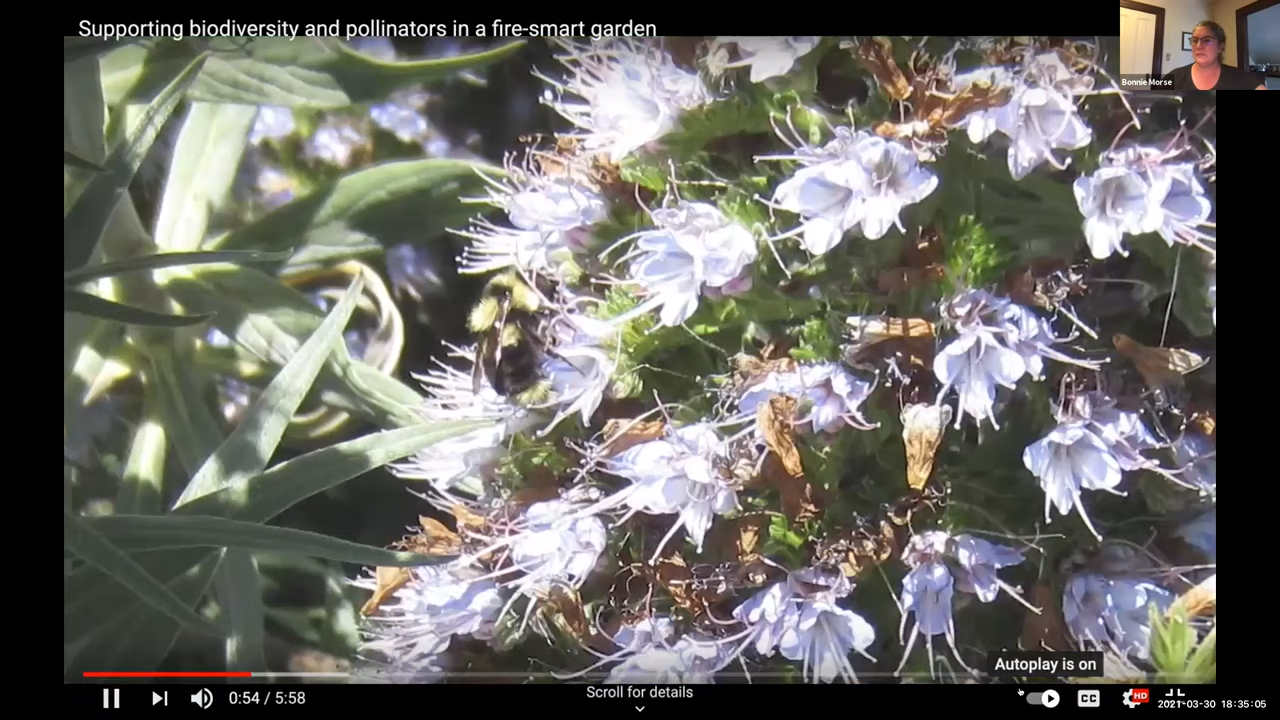 Supporting biodiversity and pollinators in a fire-smart garden
Bonnie Morse
Autoplay is on
0:54 / 5:58
Scroll for details
CC
HD
2021-03-30 18:35:05